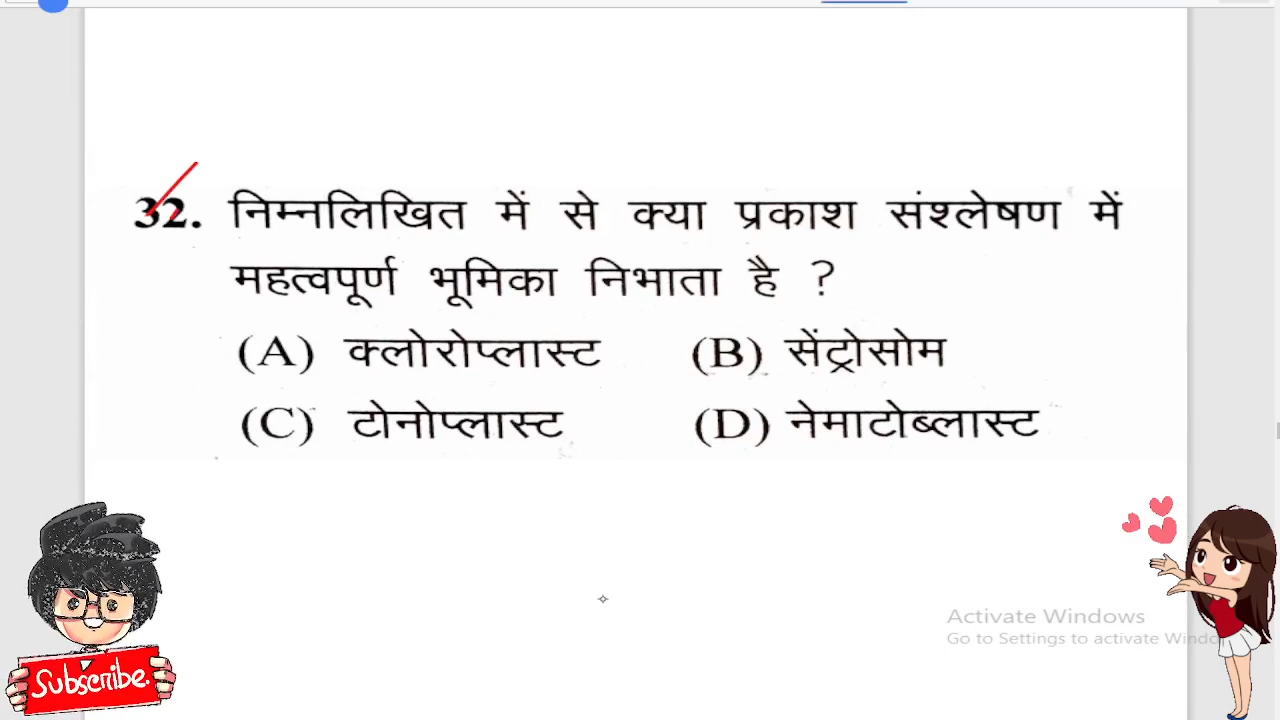 32. निम्नलिखित में से क्या प्रकाश संश्लेषण में
महत्वपूर्ण भूमिका निभाता है ?
(A) क्लोरोप्लास्ट (B) सेंट्रोसोम
(C) टोनोप्लास्ट (D) नेमाटोब्लास्ट
Activate Windows
Go to Settings to activate Windo
Subscribe.